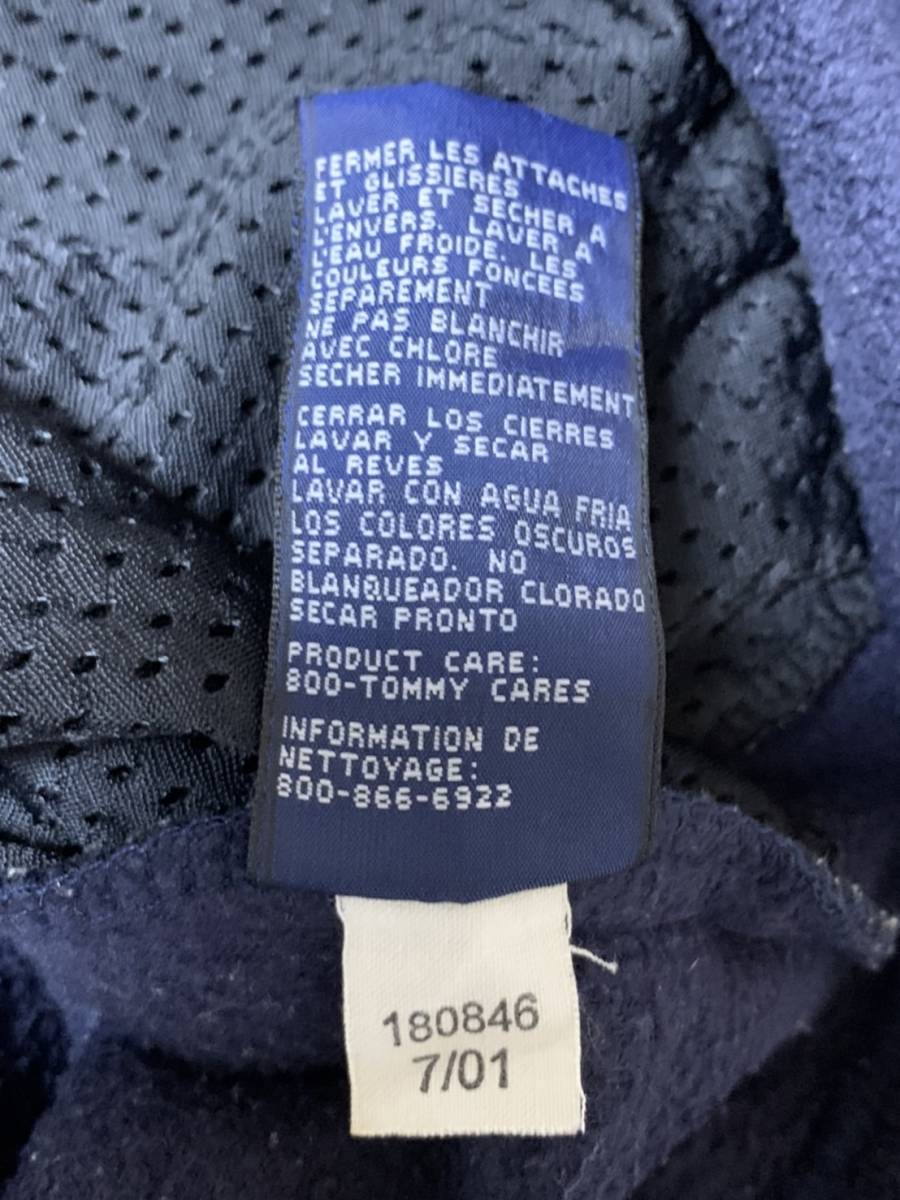 FERMER LES ATTACHES
ET GLISSIERES
LAVER ET SECHER A
L'ENVERS. LAVER A
L'EAU FROIDE. LES
COULEURS FONCEES
SEPAREMENT
NE PAS BLANCHIR
AVEC CHLORE
SECHER IMMEDIATEMENT
CERRAR LOS CIERRES
LAVAR Y SECAR
AL REVES
LAVAR CON AGUA FRIA
LOS COLORES OSCUROS
SEPARADO. NO
BLANQUEADOR CLORADO
SECAR PRONTO
PRODUCT CARE:
800-TOMMY CARES
INFORMATION DE
NETTOYAGE:
800-866-6922
180846
7/01